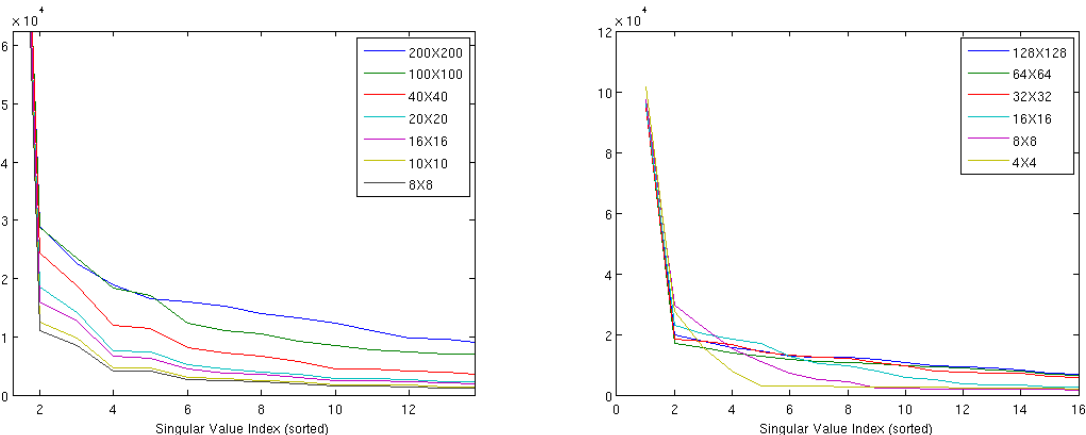 × 10⁴
6
5
4
3
2
1
0
2
4
6
8
10
12
Singular Value Index (sorted)
200X200
100X100
40X40
20X20
16X16
10X10
8X8
× 10⁴
12
10
8
6
4
2
0
0
2
4
6
8
10
12
14
16
Singular Value Index (sorted)
128X128
64X64
32X32
16X16
8X8
4X4